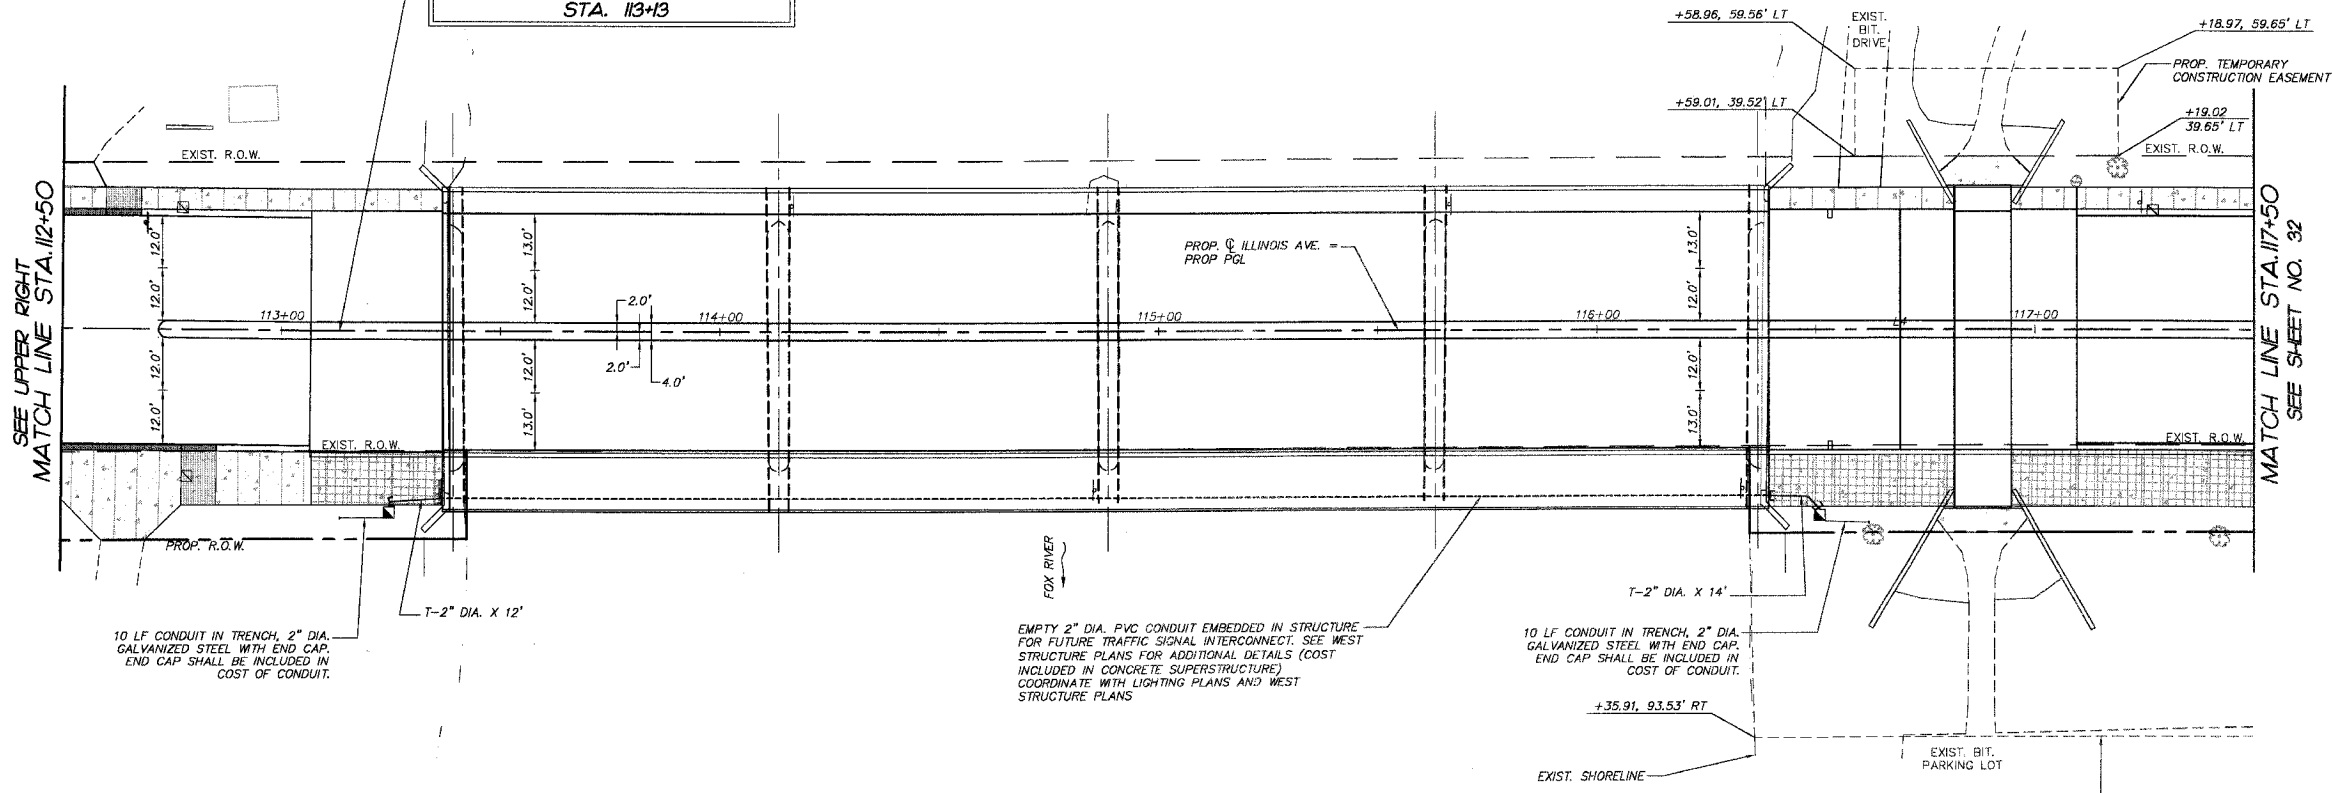 STA. 113+13
+58.96, 59.56' LT
EXIST.
BIT.
DRIVE
+18.97, 59.65' LT
PROP. TEMPORARY
CONSTRUCTION EASEMENT
+59.01, 39.52' LT
+19.02
39.65' LT
EXIST. R.O.W.
EXIST. R.O.W.
SEE UPPER RIGHT
MATCH LINE STA.112+50
12.0'
12.0'
12.0'
12.0'
113+00
13.0'
12.0'
12.0'
13.0'
2.0'
2.0'
4.0'
114+00
115+00
PROP. ℄ ILLINOIS AVE. =
PROP PGL
116+00
13.0'
12.0'
12.0'
13.0'
L4
117+00
MATCH LINE STA.117+50
SEE SHEET NO. 32
EXIST. R.O.W.
EXIST. R.O.W.
PROP. R.O.W.
FOX RIVER
T-2" DIA. X 12'
10 LF CONDUIT IN TRENCH, 2" DIA.
GALVANIZED STEEL WITH END CAP.
END CAP SHALL BE INCLUDED IN
COST OF CONDUIT.
EMPTY 2" DIA. PVC CONDUIT EMBEDDED IN STRUCTURE
FOR FUTURE TRAFFIC SIGNAL INTERCONNECT. SEE WEST
STRUCTURE PLANS FOR ADDITIONAL DETAILS (COST
INCLUDED IN CONCRETE SUPERSTRUCTURE)
COORDINATE WITH LIGHTING PLANS AND WEST
STRUCTURE PLANS
T-2" DIA. X 14'
10 LF CONDUIT IN TRENCH, 2" DIA.
GALVANIZED STEEL WITH END CAP.
END CAP SHALL BE INCLUDED IN
COST OF CONDUIT.
+35.91, 93.53' RT
EXIST. BIT.
PARKING LOT
EXIST. SHORELINE